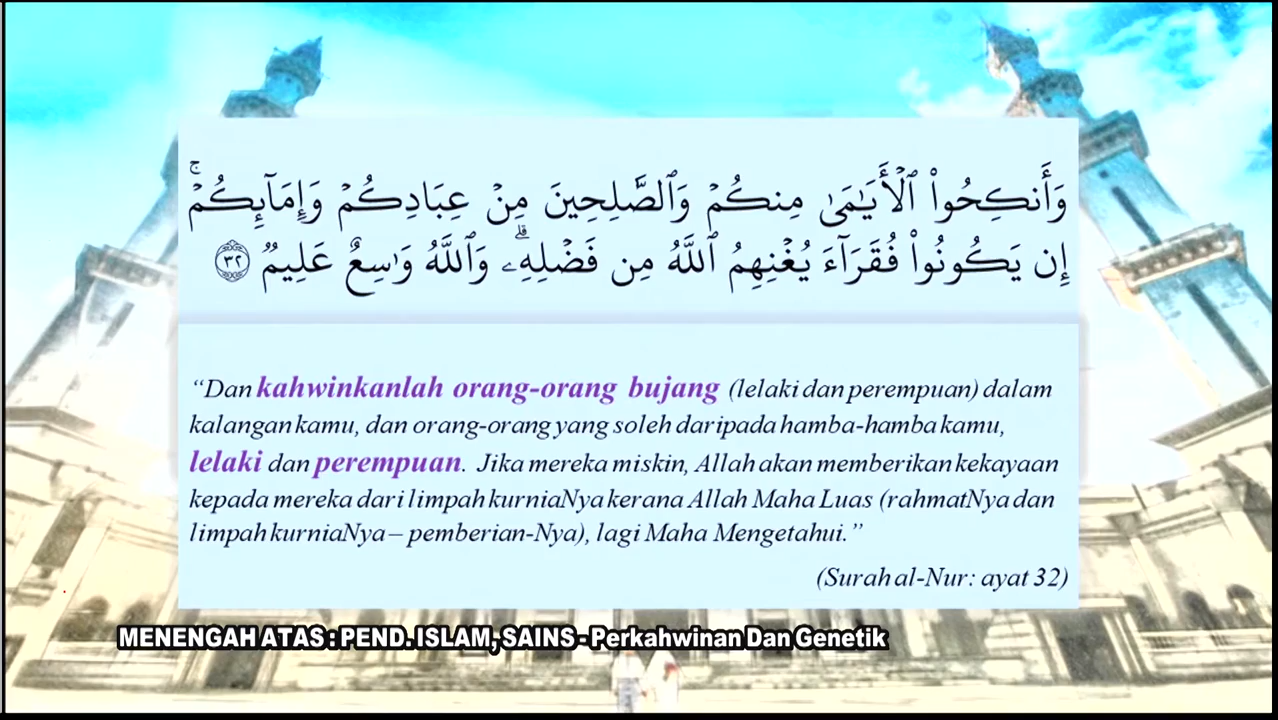 وَأَنكِحُوا۟ ٱلْأَيَـٰمَىٰ مِنكُمْ وَٱلصَّـٰلِحِينَ مِنْ عِبَادِكُمْ وَإِمَآئِكُمْ ۚ
إِن يَكُونُوا۟ فُقَرَآءَ يُغْنِهِمُ ٱللَّهُ مِن فَضْلِهِۦ ۗ وَٱللَّهُ وَٰسِعٌ عَلِيمٌ ٣٢
“Dan kahwinkanlah orang-orang bujang (lelaki dan perempuan) dalam
kalangan kamu, dan orang-orang yang soleh daripada hamba-hamba kamu,
lelaki dan perempuan. Jika mereka miskin, Allah akan memberikan kekayaan
kepada mereka dari limpah kurniaNya kerana Allah Maha Luas (rahmatNya dan
limpah kurniaNya – pemberian-Nya), lagi Maha Mengetahui.”
(Surah al-Nur: ayat 32)
MENENGAH ATAS : PEND. ISLAM, SAINS - Perkahwinan Dan Genetik